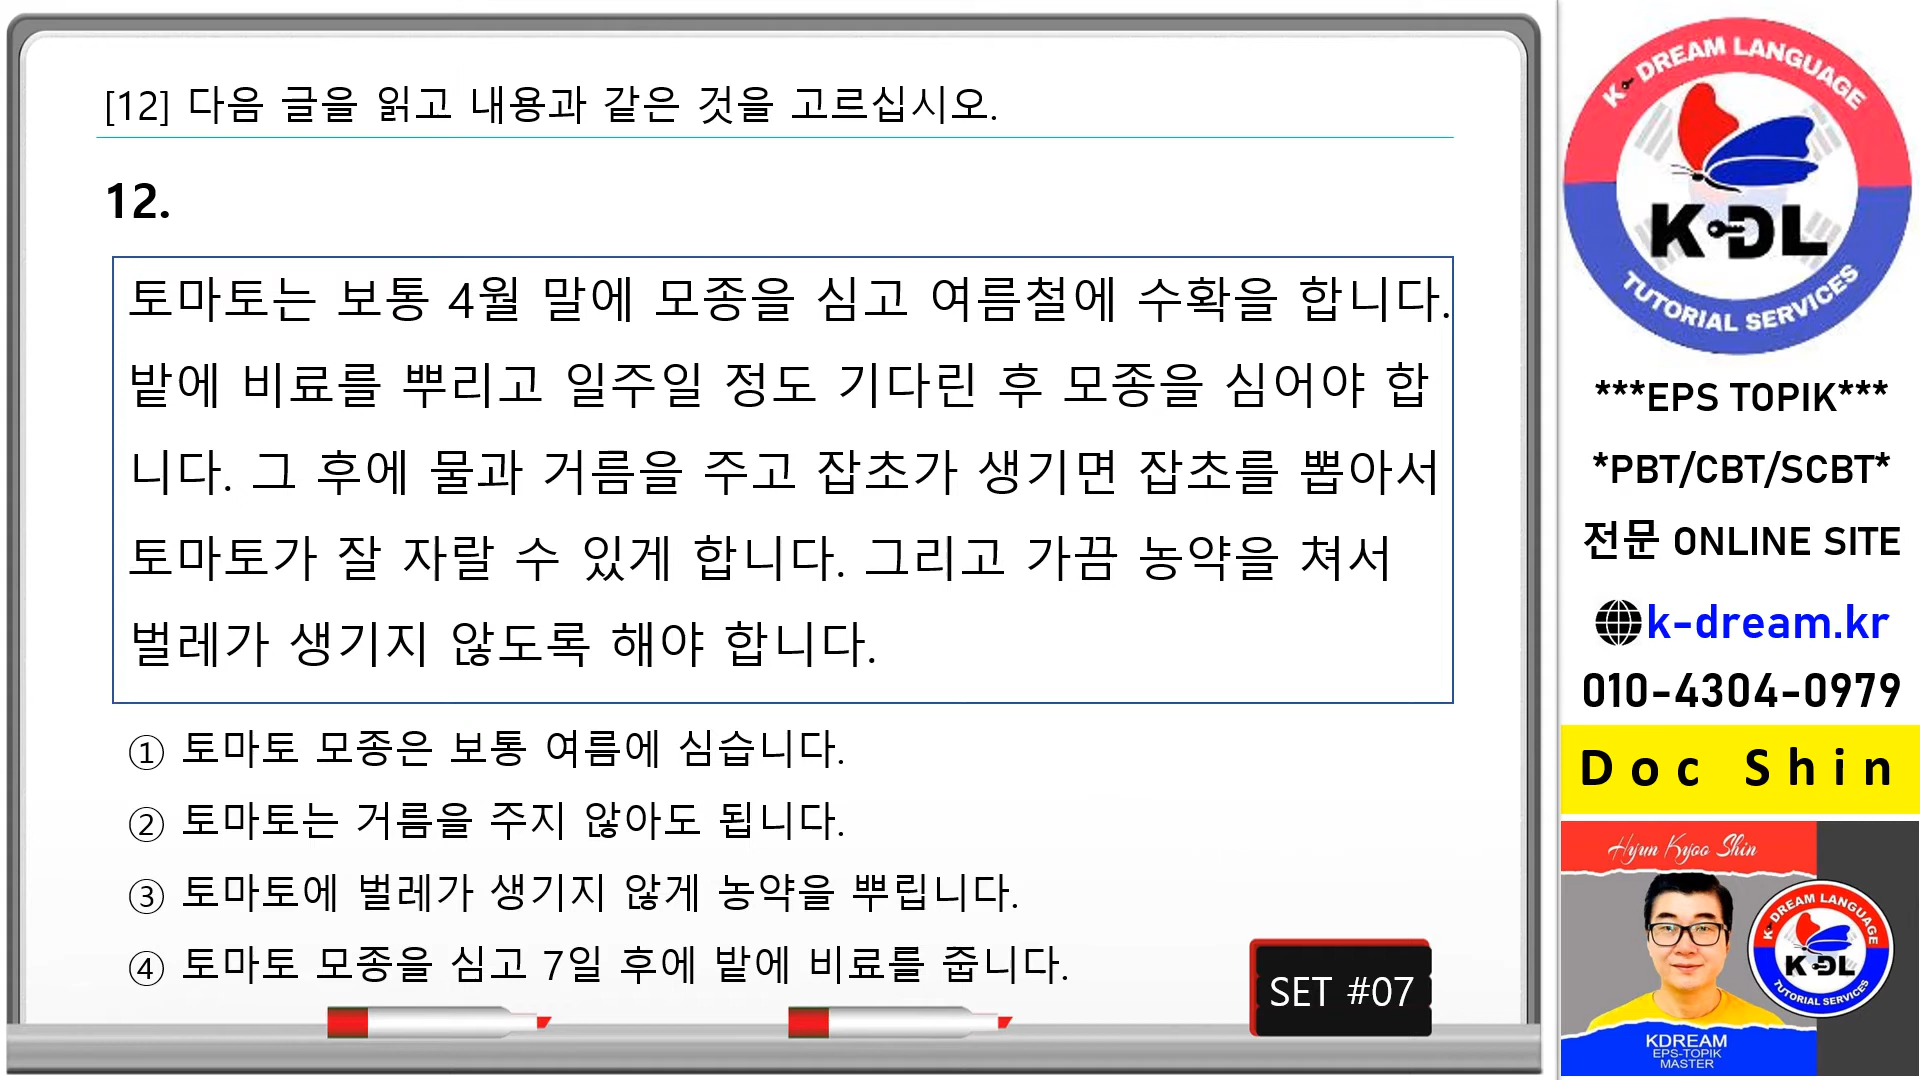 [12] 다음 글을 읽고 내용과 같은 것을 고르십시오.
12.
토마토는 보통 4월 말에 모종을 심고 여름철에 수확을 합니다.
밭에 비료를 뿌리고 일주일 정도 기다린 후 모종을 심어야 합
니다. 그 후에 물과 거름을 주고 잡초가 생기면 잡초를 뽑아서
토마토가 잘 자랄 수 있게 합니다. 그리고 가끔 농약을 쳐서
벌레가 생기지 않도록 해야 합니다.
① 토마토 모종은 보통 여름에 심습니다.
② 토마토는 거름을 주지 않아도 됩니다.
③ 토마토에 벌레가 생기지 않게 농약을 뿌립니다.
④ 토마토 모종을 심고 7일 후에 밭에 비료를 줍니다.
SET #07
K-DREAM LANGUAGE
K-DL
TUTORIAL SERVICES
***EPS TOPIK***
*PBT/CBT/SCBT*
전문 ONLINE SITE
k-dream.kr
010-4304-0979
Doc Shin
Hyun Kyoo Shin
K-DREAM LANGUAGE
K-DL
TUTORIAL SERVICES
KDREAM
EPS-TOPIK
MASTER